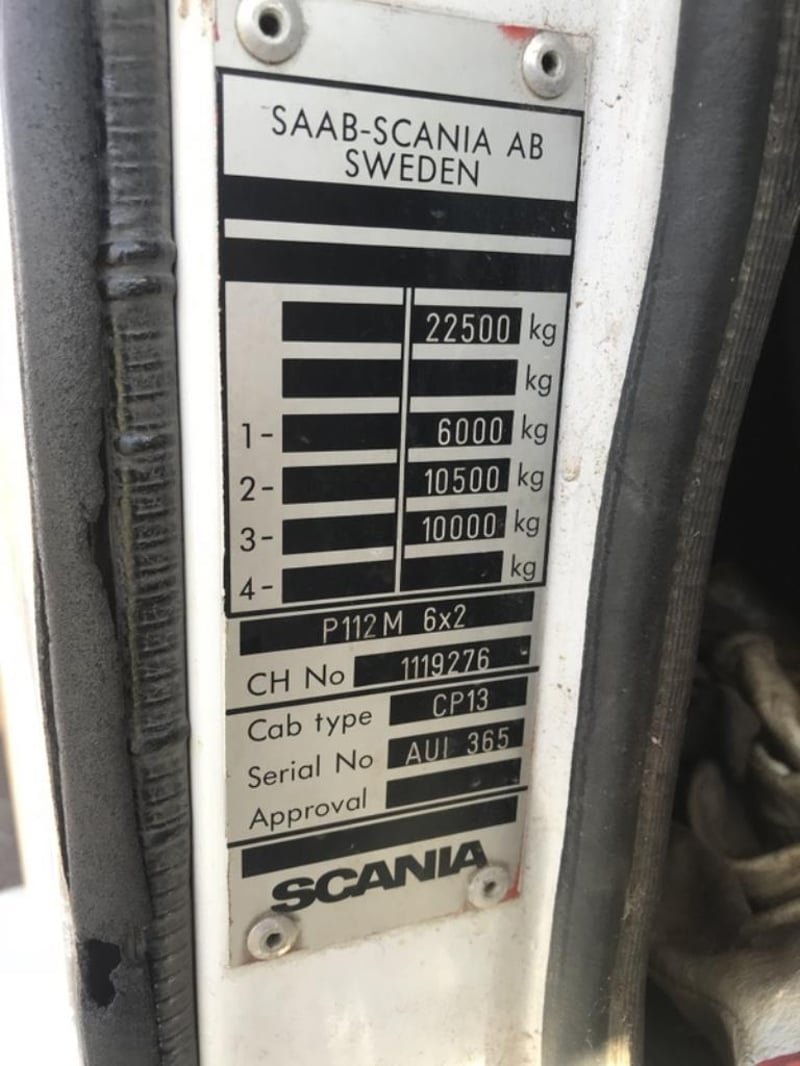 SAAB-SCANIA AB
SWEDEN
22500 kg
kg
1- 6000 kg
2- 10500 kg
3- 10000 kg
4- kg
P112M 6x2
CH No 1119276
Cab type CP13
Serial No AUI 365
Approval
SCANIA